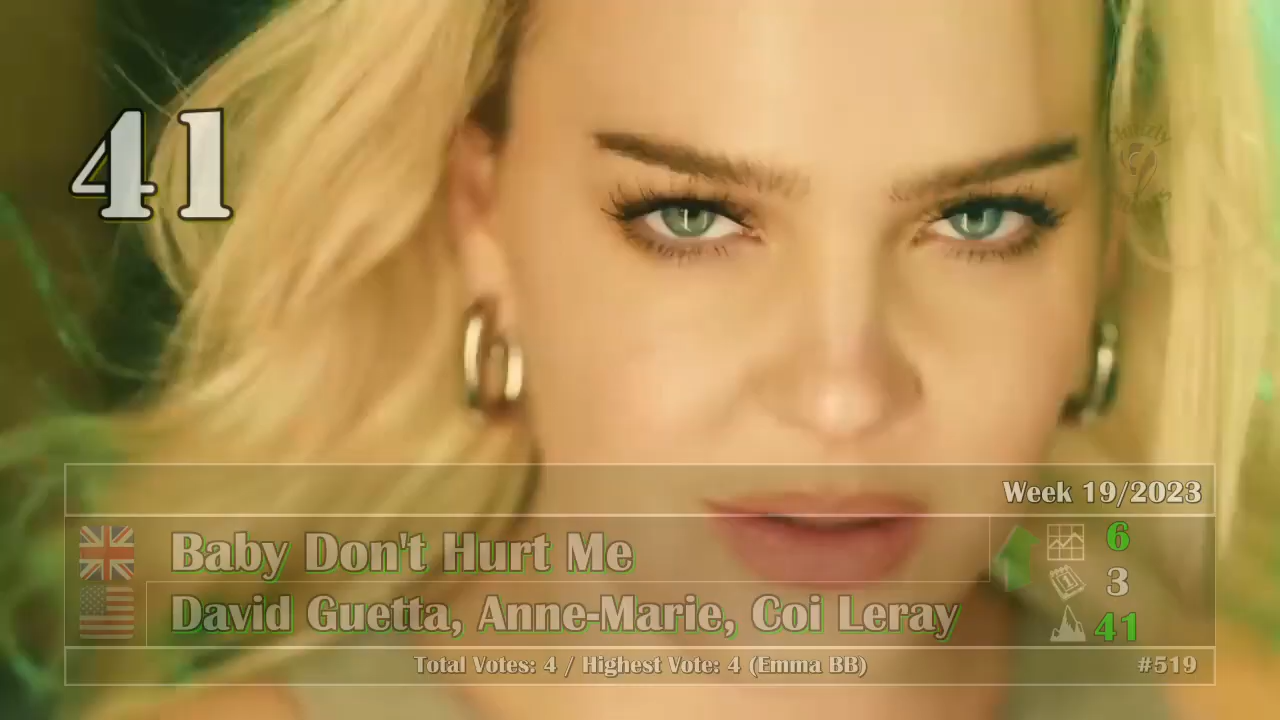 41
Week 19/2023
Baby Don't Hurt Me
6
3
David Guetta, Anne-Marie, Coi Leray
41
Total Votes: 4 / Highest Vote: 4 (Emma BB)
#519